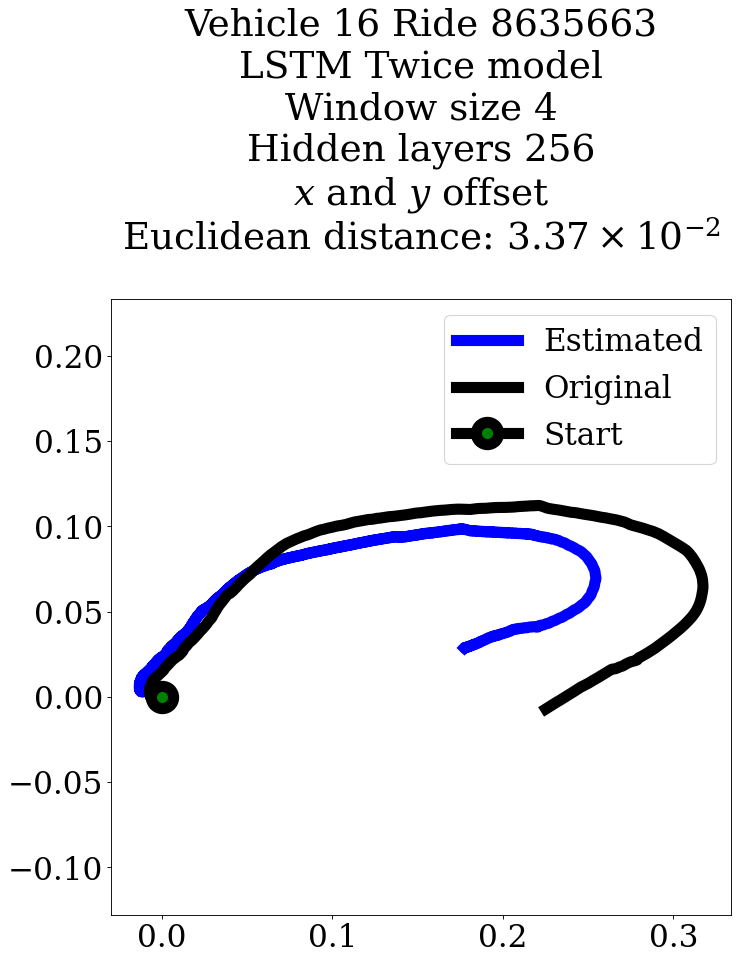 Vehicle 16 Ride 8635663
LSTM Twice model
Window size 4
Hidden layers 256
x and y offset
Euclidean distance: 3.37 × 10⁻²
Estimated
Original
Start
0.20
0.15
0.10
0.05
0.00
−0.05
−0.10
0.0 0.1 0.2 0.3